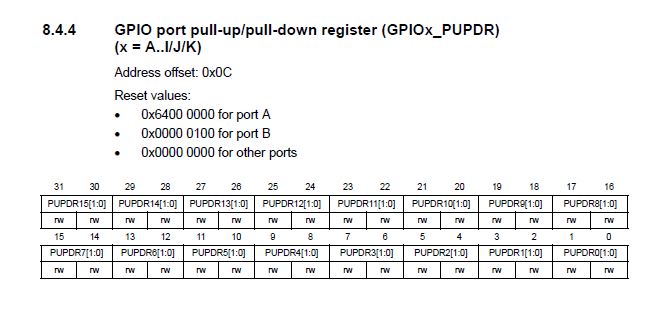 8.4.4 GPIO port pull-up/pull-down register (GPIOx_PUPDR)
(x = A..I/J/K)
Address offset: 0x0C
Reset values:
• 0x6400 0000 for port A
• 0x0000 0100 for port B
• 0x0000 0000 for other ports
31 30 29 28 27 26 25 24 23 22 21 20 19 18 17 16
PUPDR15[1:0] PUPDR14[1:0] PUPDR13[1:0] PUPDR12[1:0] PUPDR11[1:0] PUPDR10[1:0] PUPDR9[1:0] PUPDR8[1:0]
rw rw rw rw rw rw rw rw rw rw rw rw rw rw rw rw
15 14 13 12 11 10 9 8 7 6 5 4 3 2 1 0
PUPDR7[1:0] PUPDR6[1:0] PUPDR5[1:0] PUPDR4[1:0] PUPDR3[1:0] PUPDR2[1:0] PUPDR1[1:0] PUPDR0[1:0]
rw rw rw rw rw rw rw rw rw rw rw rw rw rw rw rw